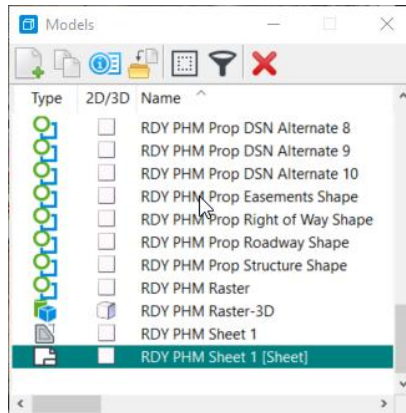 Models
Type 2D/3D Name
RDY PHM Prop DSN Alternate 8
RDY PHM Prop DSN Alternate 9
RDY PHM Prop DSN Alternate 10
RDY PHM Prop Easements Shape
RDY PHM Prop Right of Way Shape
RDY PHM Prop Roadway Shape
RDY PHM Prop Structure Shape
RDY PHM Raster
RDY PHM Raster-3D
RDY PHM Sheet 1
RDY PHM Sheet 1 [Sheet]